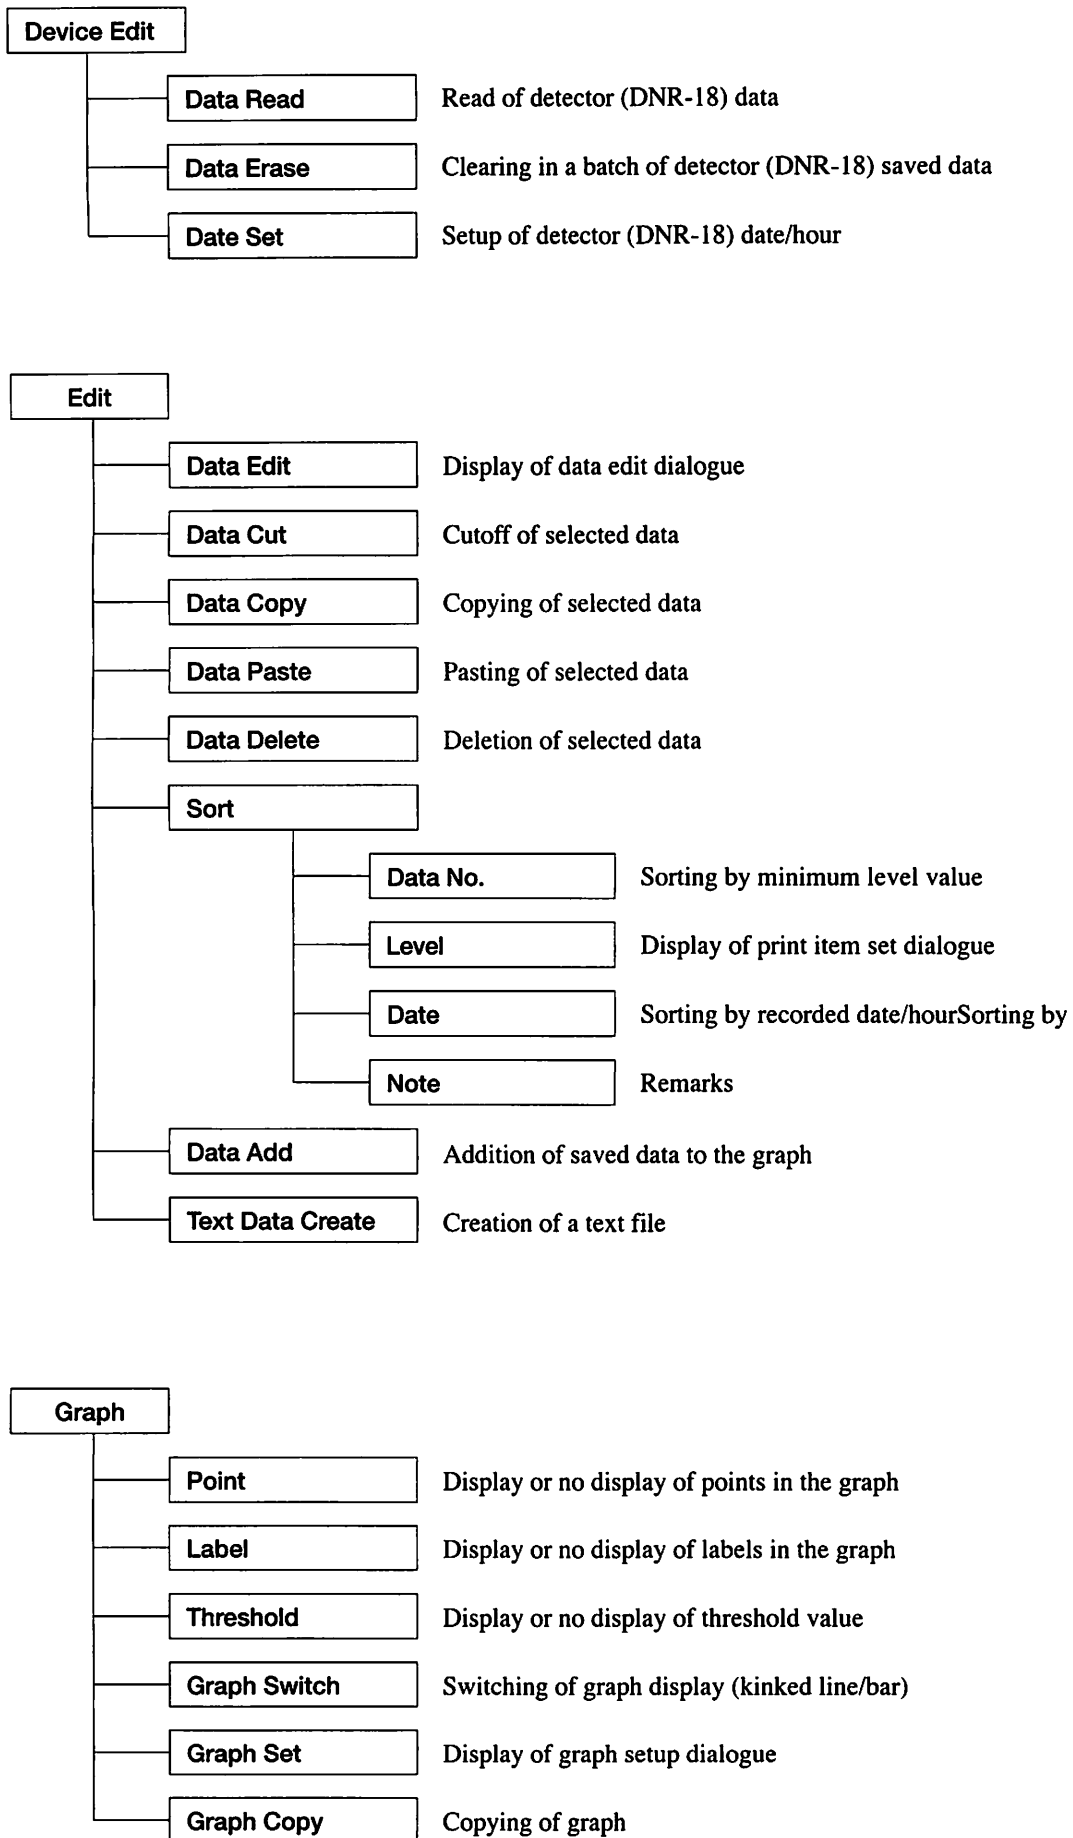 Device Edit
Data Read Read of detector (DNR-18) data
Data Erase Clearing in a batch of detector (DNR-18) saved data
Date Set Setup of detector (DNR-18) date/hour
Edit
Data Edit Display of data edit dialogue
Data Cut Cutoff of selected data
Data Copy Copying of selected data
Data Paste Pasting of selected data
Data Delete Deletion of selected data
Sort
Data No. Sorting by minimum level value
Level Display of print item set dialogue
Date Sorting by recorded date/hourSorting by
Note Remarks
Data Add Addition of saved data to the graph
Text Data Create Creation of a text file
Graph
Point Display or no display of points in the graph
Label Display or no display of labels in the graph
Threshold Display or no display of threshold value
Graph Switch Switching of graph display (kinked line/bar)
Graph Set Display of graph setup dialogue
Graph Copy Copying of graph